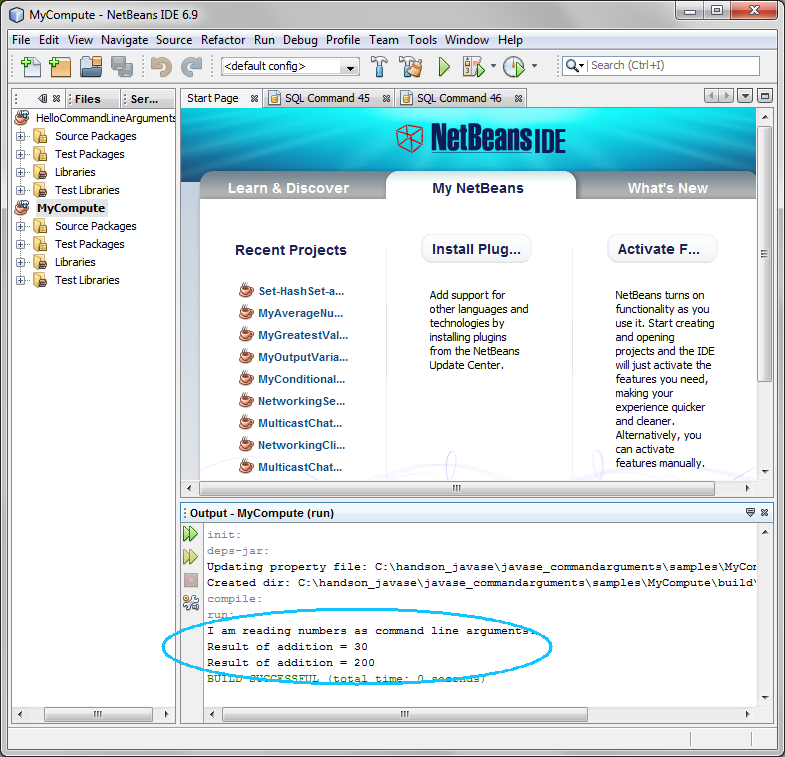 MyCompute - NetBeans IDE 6.9
File Edit View Navigate Source Refactor Run Debug Profile Team Tools Window Help
<default config>
Search (Ctrl+I)
Files Ser...
Start Page SQL Command 45 SQL Command 46
HelloCommandLineArguments
Source Packages
Test Packages
Libraries
Test Libraries
MyCompute
Source Packages
Test Packages
Libraries
Test Libraries
NetBeans IDE
Learn & Discover My NetBeans What's New
Recent Projects
Set-HashSet-a...
MyAverageNu...
MyGreatestVal...
MyOutputVaria...
MyConditional...
NetworkingSe...
MulticastChat...
NetworkingCli...
MulticastChat...
Install Plug...
Add support for
other languages and
technologies by
installing plugins
from the NetBeans
Update Center.
Activate F...
NetBeans turns on
functionality as you
use it. Start creating
and opening
projects and the IDE
will just activate the
features you need,
making your
experience quicker
and cleaner.
Alternatively, you
can activate
features manually.
Output - MyCompute (run)
init:
deps-jar:
Updating property file: C:\handson_javase\javase_commandarguments\samples\MyCom
Created dir: C:\handson_javase\javase_commandarguments\samples\MyCompute\build\
compile:
run:
I am reading numbers as command line arguments.
Result of addition = 30
Result of addition = 200
BUILD SUCCESSFUL (total time: 0 seconds)